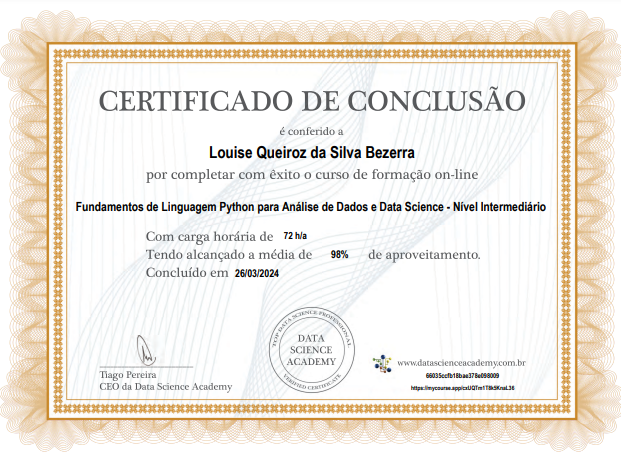 CERTIFICADO DE CONCLUSÃO
é conferido a
Louise Queiroz da Silva Bezerra
por completar com êxito o curso de formação on-line
Fundamentos de Linguagem Python para Análise de Dados e Data Science - Nível Intermediário
Com carga horária de 72 h/a
Tendo alcançado a média de 98% de aproveitamento.
Concluído em 26/03/2024
TOP DATA SCIENCE PROFESSIONAL
DATA
SCIENCE
ACADEMY
VERIFIED CERTIFICATE
Tiago Pereira
CEO da Data Science Academy
www.datascienceacademy.com.br
66035ccfb18bae378e098009
https://mycourse.app/cxUQTm1T8k5KnaL36